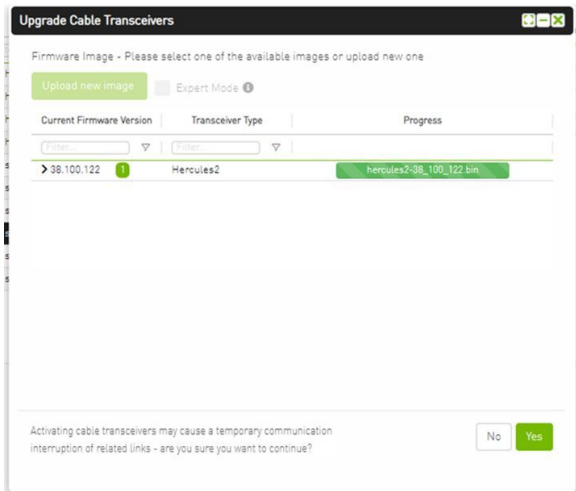 Upgrade Cable Transceivers
Firmware Image - Please select one of the available images or upload new one
Upload new image Expert Mode
Current Firmware Version Transceiver Type Progress
Filter... Filter...
38.100.122 1 Hercules2 hercules2-38_100_122.bin
Activating cable transceivers may cause a temporary communication
interruption of related links - are you sure you want to continue?
No Yes